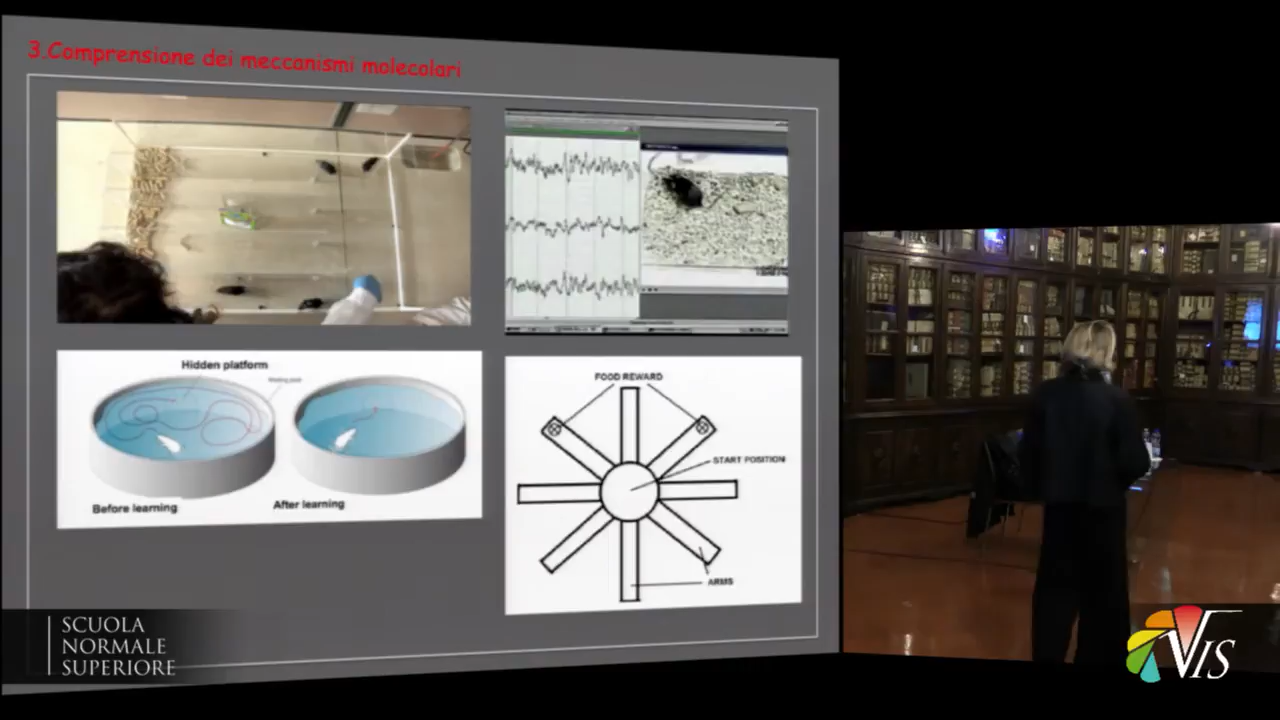 3.Comprensione dei meccanismi molecolari
Hidden platform
Before learning
After learning
FOOD REWARD
START POSITION
ARMS
SCUOLA
NORMALE
SUPERIORE
VIS